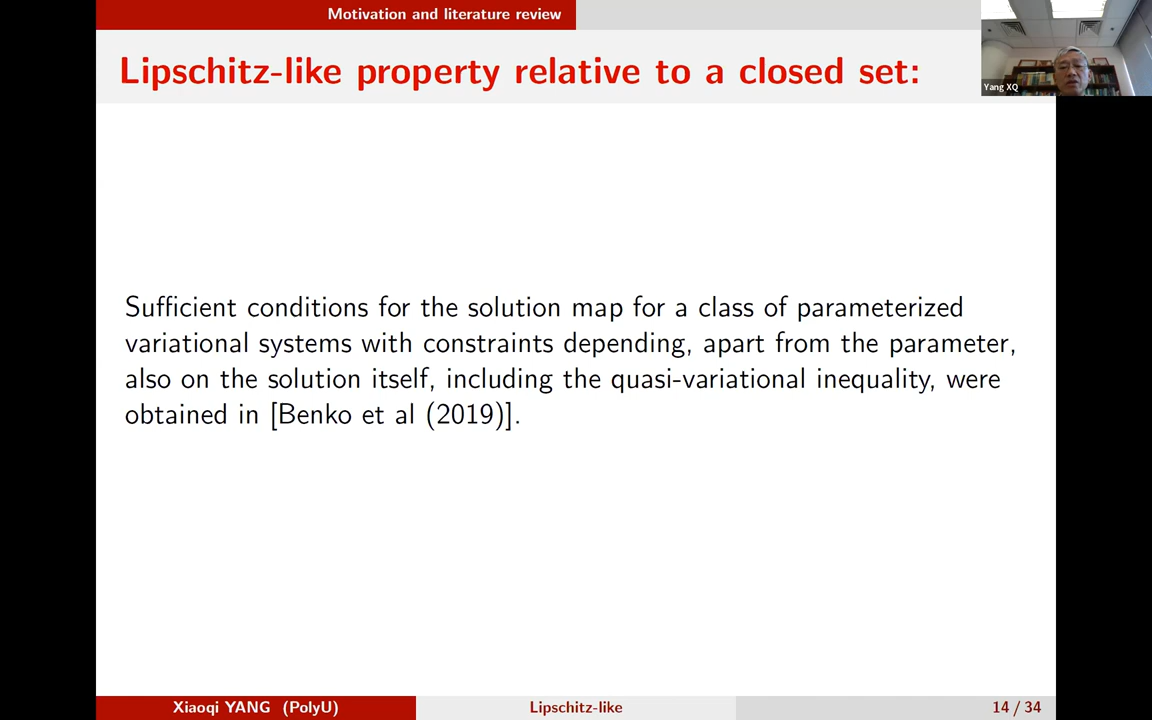 Motivation and literature review
Lipschitz-like property relative to a closed set:
Yang XQ
Sufficient conditions for the solution map for a class of parameterized
variational systems with constraints depending, apart from the parameter,
also on the solution itself, including the quasi-variational inequality, were
obtained in [Benko et al (2019)].
Xiaoqi YANG (PolyU)
Lipschitz-like
14 / 34